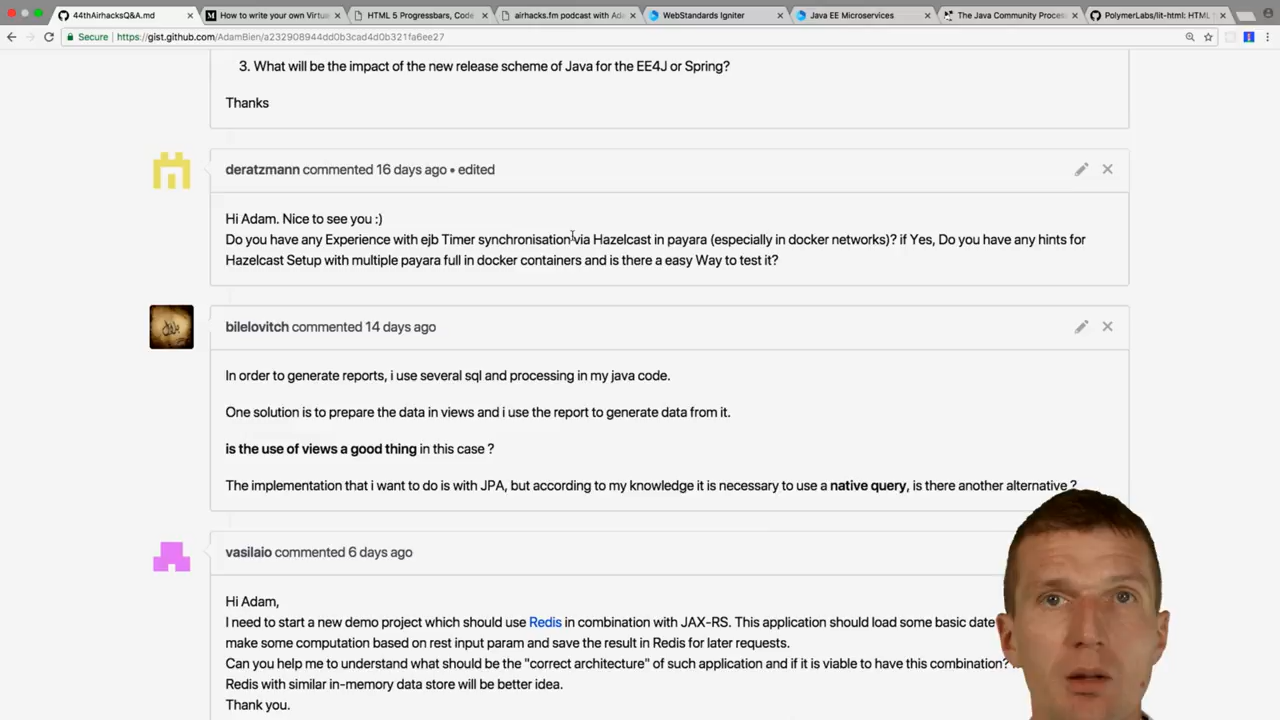 44thAirhacksQ&A.md
How to write your own Virtu
HTML 5 Progressbars, Code
airhacks.fm podcast with Ad
WebStandards Igniter
Java EE Microservices
The Java Community Proces
PolymerLabs/lit-html: HTML
Secure
https://gist.github.com/AdamBien/a232908944dd0b3cad4d0b321fa6ee27
3. What will be the impact of the new release scheme of Java for the EE4J or Spring?
Thanks
deratzmann commented 16 days ago • edited
Hi Adam. Nice to see you :)
Do you have any Experience with ejb Timer synchronisation via Hazelcast in payara (especially in docker networks)? if Yes, Do you have any hints for
Hazelcast Setup with multiple payara full in docker containers and is there a easy Way to test it?
bilelovitch commented 14 days ago
In order to generate reports, i use several sql and processing in my java code.
One solution is to prepare the data in views and i use the report to generate data from it.
is the use of views a good thing in this case ?
The implementation that i want to do is with JPA, but according to my knowledge it is necessary to use a native query, is there another alternative ?
vasilaio commented 6 days ago
Hi Adam,
I need to start a new demo project which should use Redis in combination with JAX-RS. This application should load some basic date
make some computation based on rest input param and save the result in Redis for later requests.
Can you help me to understand what should be the "correct architecture" of such application and if it is viable to have this combination?
Redis with similar in-memory data store will be better idea.
Thank you.